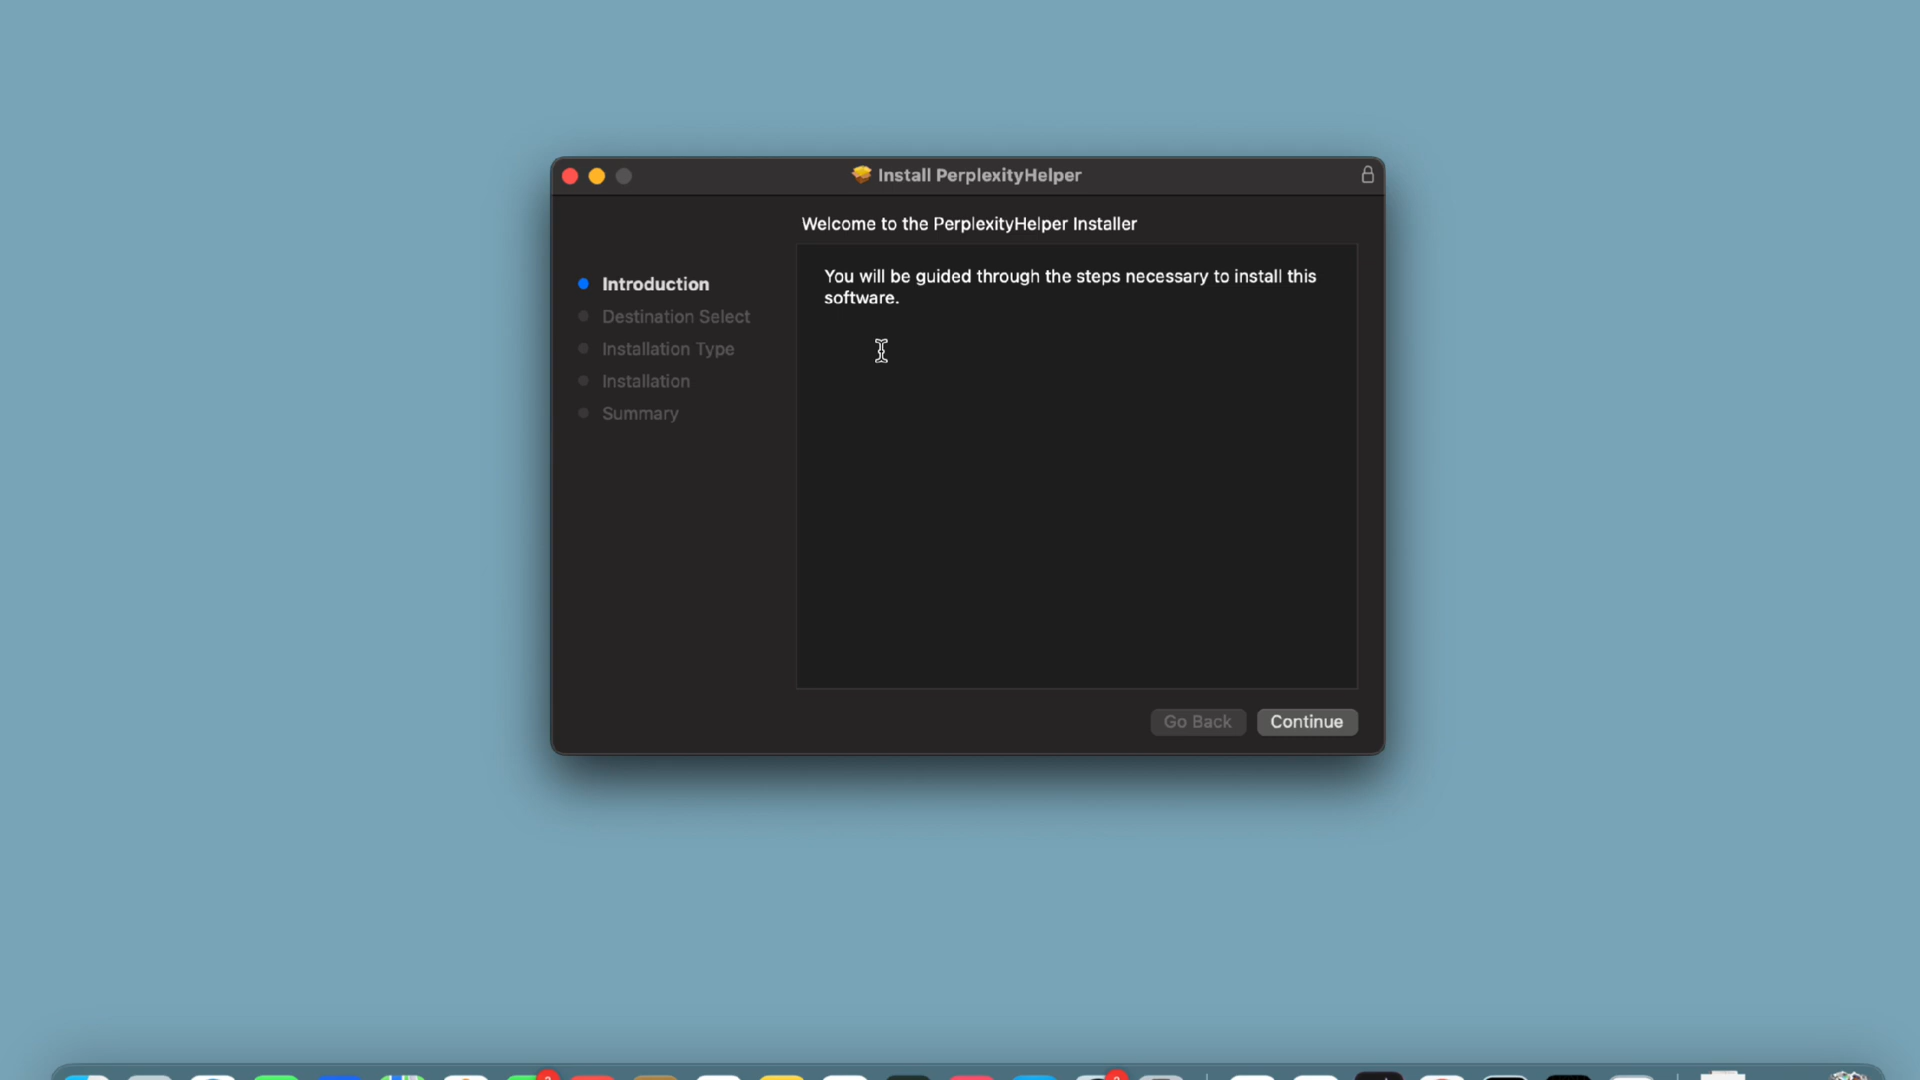 Install PerplexityHelper
Welcome to the PerplexityHelper Installer
Introduction
Destination Select
Installation Type
Installation
Summary
You will be guided through the steps necessary to install this
software.
Go Back
Continue